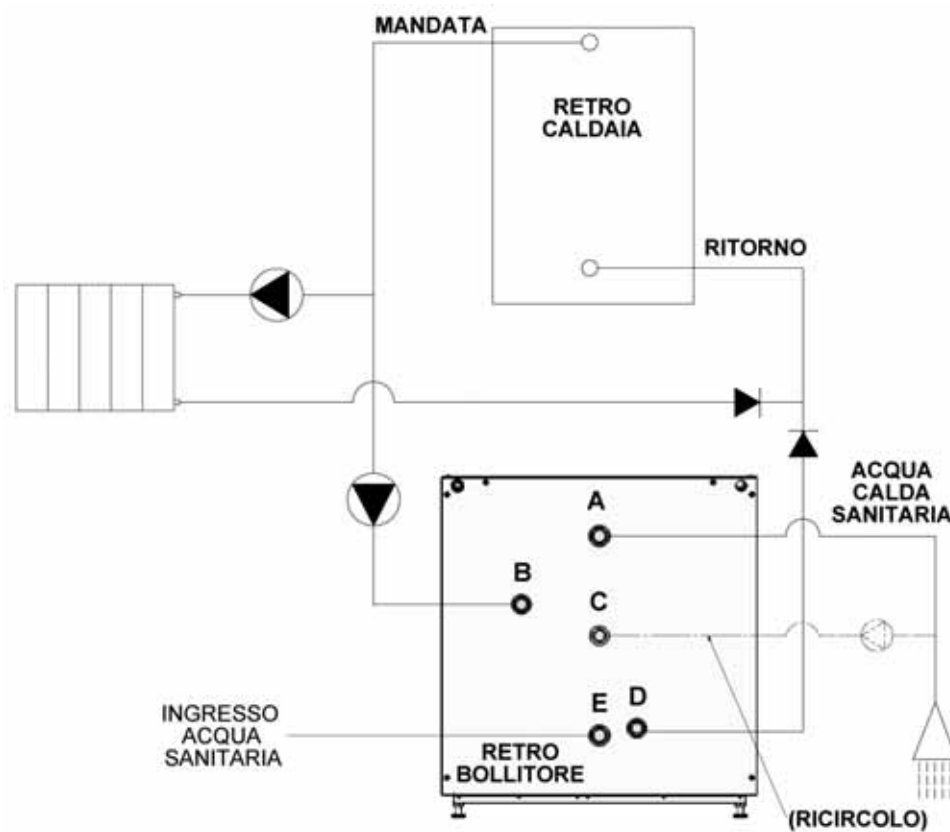 MANDATA
RETRO
CALDAIA
RITORNO
ACQUA
CALDA
SANITARIA
A
B
C
E
D
INGRESSO
ACQUA
SANITARIA
RETRO
BOLLITORE
(RICIRCOLO)